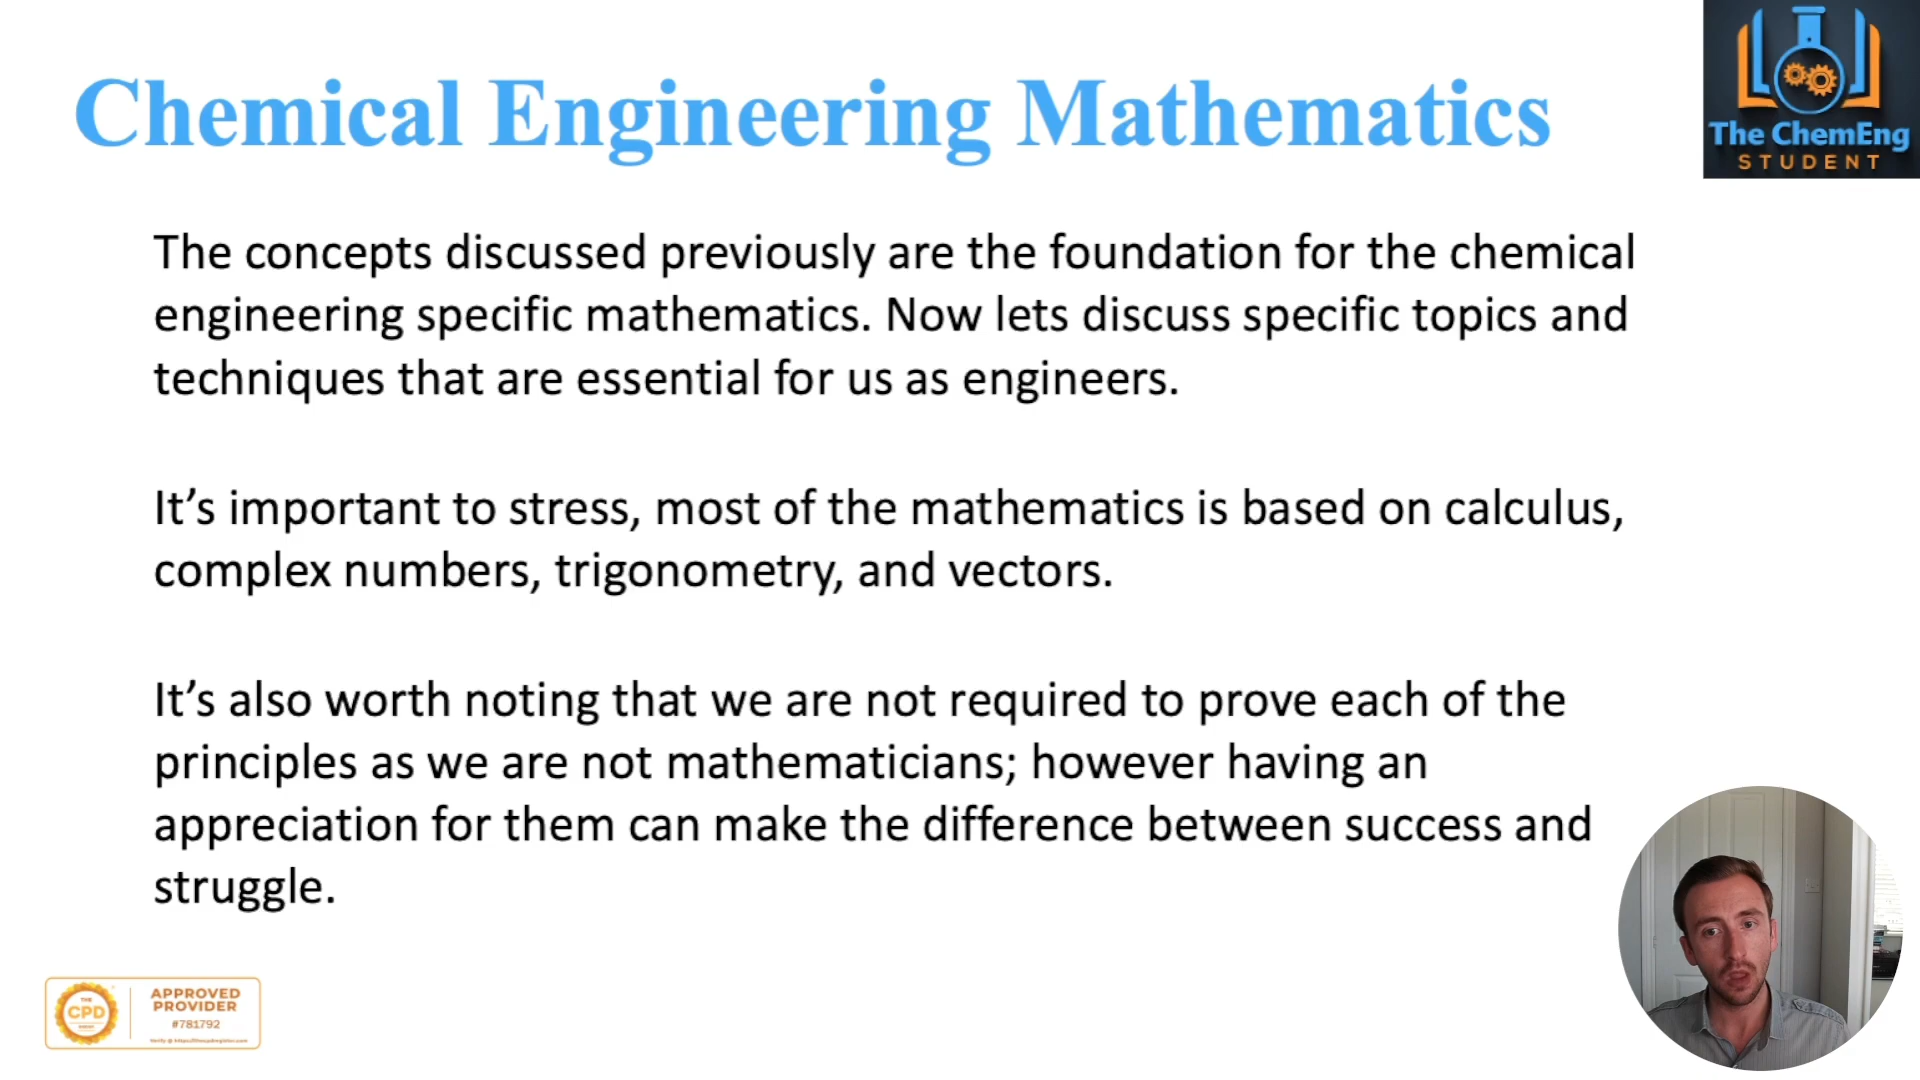 Chemical Engineering Mathematics
The ChemEng
STUDENT
The concepts discussed previously are the foundation for the chemical
engineering specific mathematics. Now lets discuss specific topics and
techniques that are essential for us as engineers.
It’s important to stress, most of the mathematics is based on calculus,
complex numbers, trigonometry, and vectors.
It’s also worth noting that we are not required to prove each of the
principles as we are not mathematicians; however having an
appreciation for them can make the difference between success and
struggle.
THE
CPD
APPROVED
PROVIDER
#781792